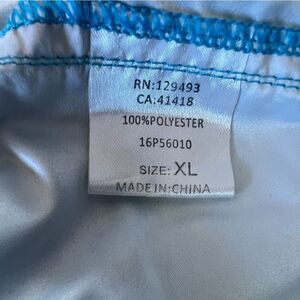 RN:129493
CA:41418
100%POLYESTER
16P56010
SIZE: XL
MADE IN:CHINA